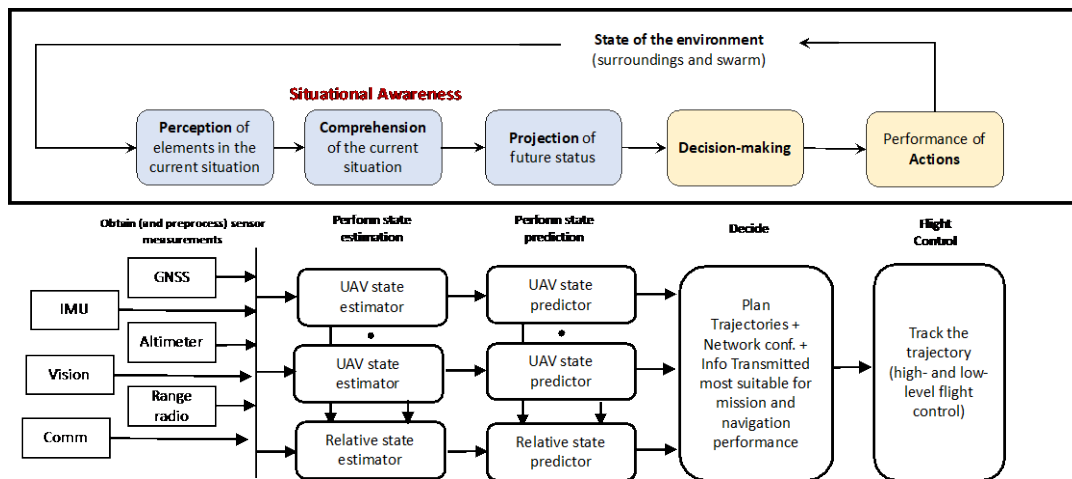 State of the environment
(surroundings and swarm)
Situational Awareness
Perception of
elements in the
current situation
Comprehension
of the current
situation
Projection of
future status
Decision-making
Performance of
Actions
Obtain (and preprocess) sensor
measurements
Perform state
estimation
Perform state
prediction
Decide
Flight
Control
GNSS
IMU
Altimeter
Vision
Range
radio
Comm
UAV state
estimator
UAV state
estimator
Relative state
estimator
UAV state
predictor
UAV state
predictor
Relative state
predictor
Plan
Trajectories +
Network conf. +
Info Transmitted
most suitable for
mission and
navigation
performance
Track the
trajectory
(high- and low-
level flight
control)